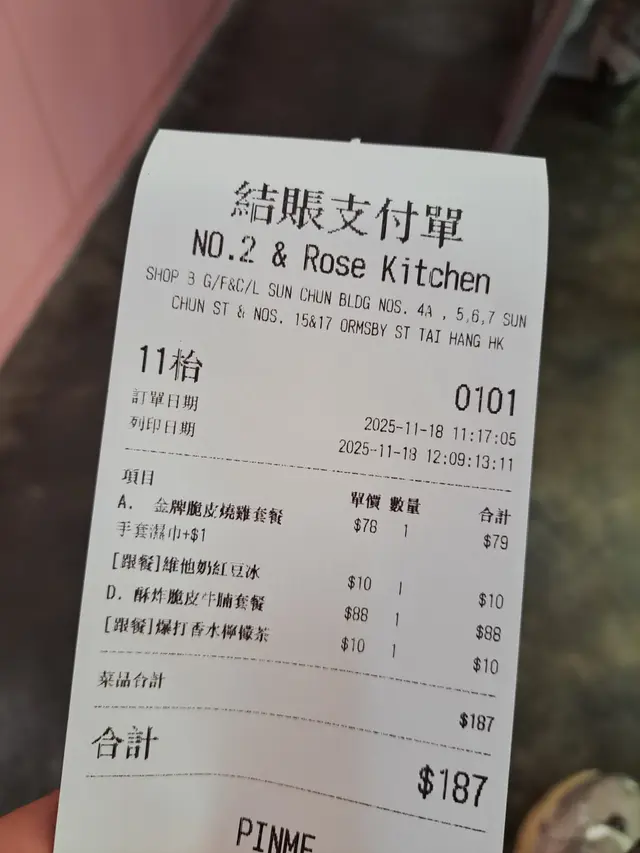 結賬支付單
NO.2 & Rose Kitchen
SHOP B G/F&C/L SUN CHUN BLDG NOS. 4A , 5,6,7 SUN
CHUN ST & NOS. 15&17 ORMSBY ST TAI HANG HK
11枱 0101
訂單日期 2025-11-18 11:17:05
列印日期 2025-11-18 12:09:13:11
項目 單價 數量 合計
A. 金牌脆皮燒雞套餐 $78 1 $79
手套濕巾+$1
[跟餐]維他奶紅豆冰 $10 1 $10
D. 酥炸脆皮牛腩套餐 $88 1 $88
[跟餐]爆打香水檸檬茶 $10 1 $10
菜品合計 $187
合計 $187
PINME